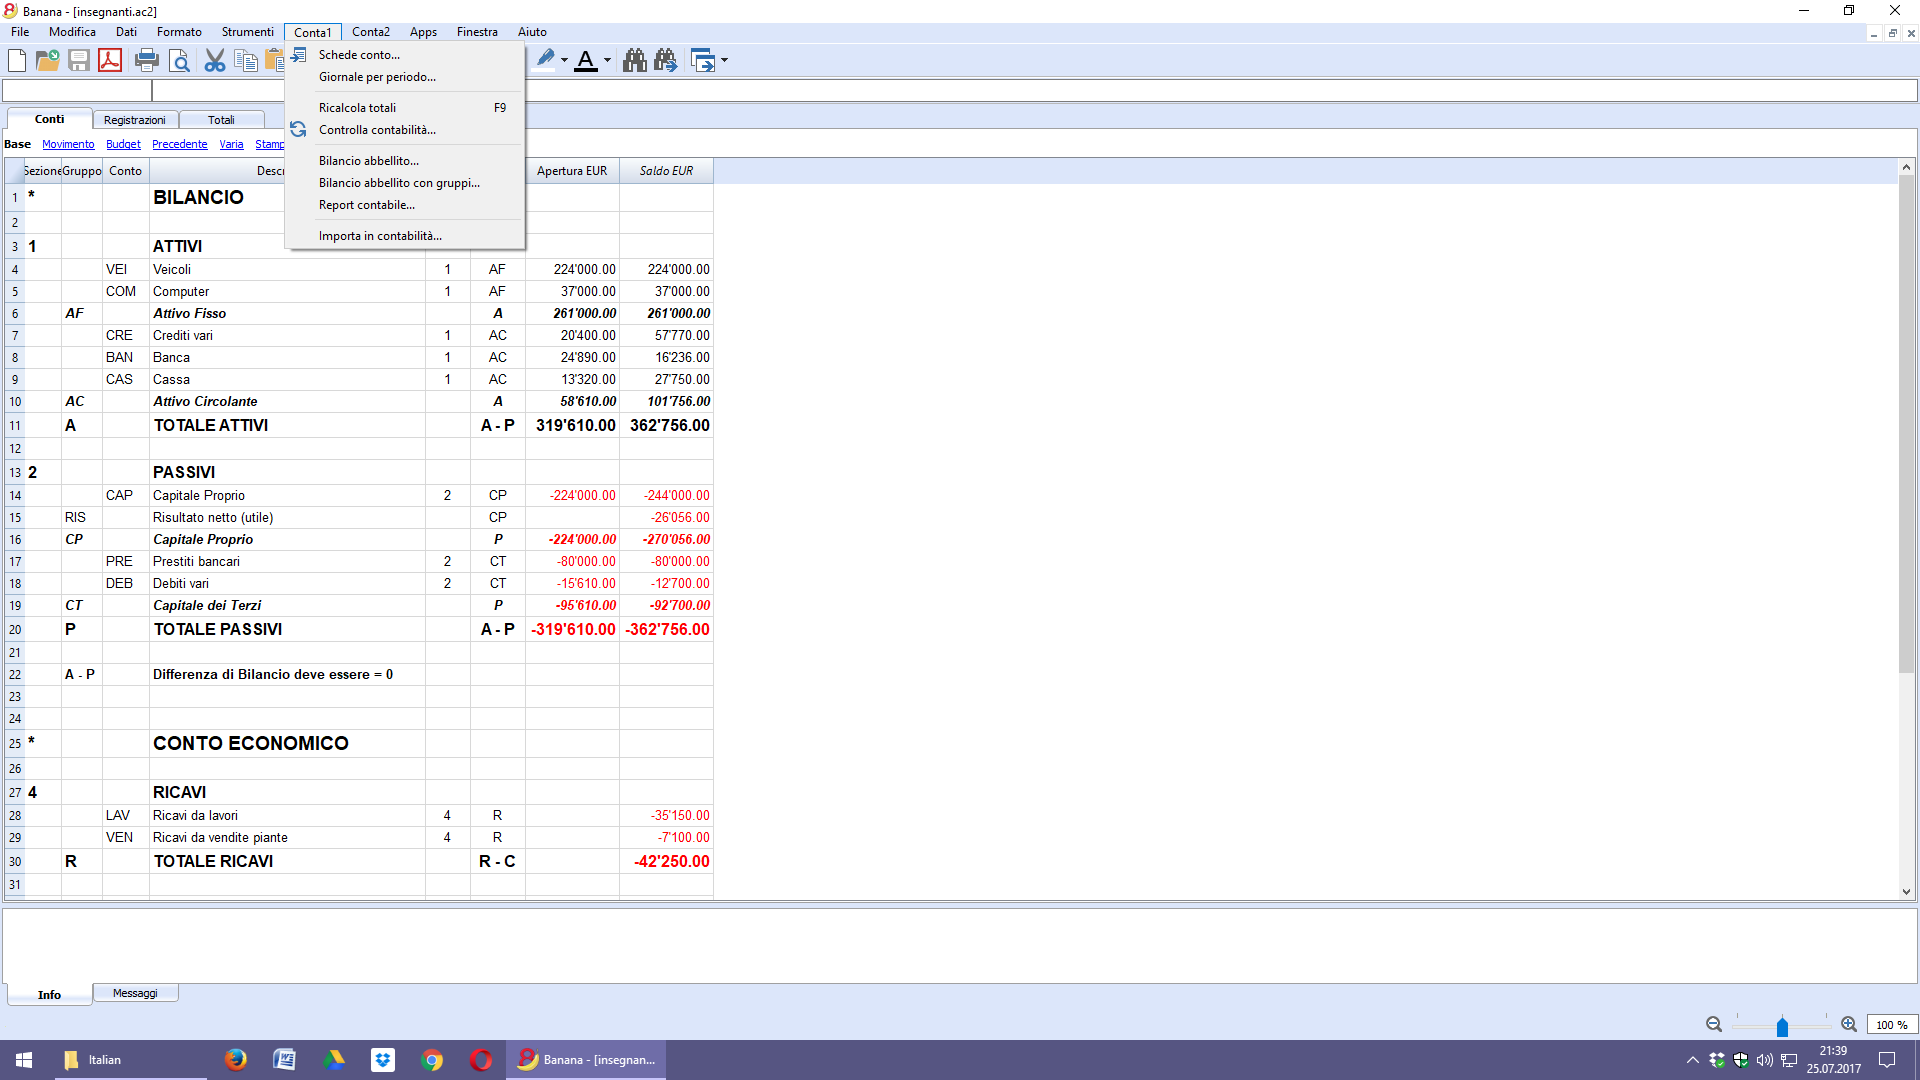 Banana - [insegnanti.ac2]
File Modifica Dati Formato Strumenti Conta1 Conta2 Apps Finestra Aiuto
Schede conto...
Giornale per periodo...
Ricalcola totali F9
Controlla contabilità...
Bilancio abbellito...
Bilancio abbellito con gruppi...
Report contabile...
Importa in contabilità...
Conti Registrazioni Totali
Base Movimento Budget Precedente Varia Stamp
Sezione Gruppo Conto Descr Apertura EUR Saldo EUR
1 * BILANCIO
2
3 1 ATTIVI
4 VEI Veicoli 1 AF 224'000.00 224'000.00
5 COM Computer 1 AF 37'000.00 37'000.00
6 AF Attivo Fisso A 261'000.00 261'000.00
7 CRE Crediti vari 1 AC 20'400.00 57'770.00
8 BAN Banca 1 AC 24'890.00 16'236.00
9 CAS Cassa 1 AC 13'320.00 27'750.00
10 AC Attivo Circolante A 58'610.00 101'756.00
11 A TOTALE ATTIVI A - P 319'610.00 362'756.00
12
13 2 PASSIVI
14 CAP Capitale Proprio 2 CP -224'000.00 -244'000.00
15 RIS Risultato netto (utile) CP -26'056.00
16 CP Capitale Proprio P -224'000.00 -270'056.00
17 PRE Prestiti bancari 2 CT -80'000.00 -80'000.00
18 DEB Debiti vari 2 CT -15'610.00 -12'700.00
19 CT Capitale dei Terzi P -95'610.00 -92'700.00
20 P TOTALE PASSIVI A - P -319'610.00 -362'756.00
21
22 A - P Differenza di Bilancio deve essere = 0
23
24
25 * CONTO ECONOMICO
26
27 4 RICAVI
28 LAV Ricavi da lavori 4 R -35'150.00
29 VEN Ricavi da vendite piante 4 R -7'100.00
30 R TOTALE RICAVI R - C -42'250.00
31
Info Messaggi
100 %
Italian
Banana - [insegnan...
21:39
25.07.2017